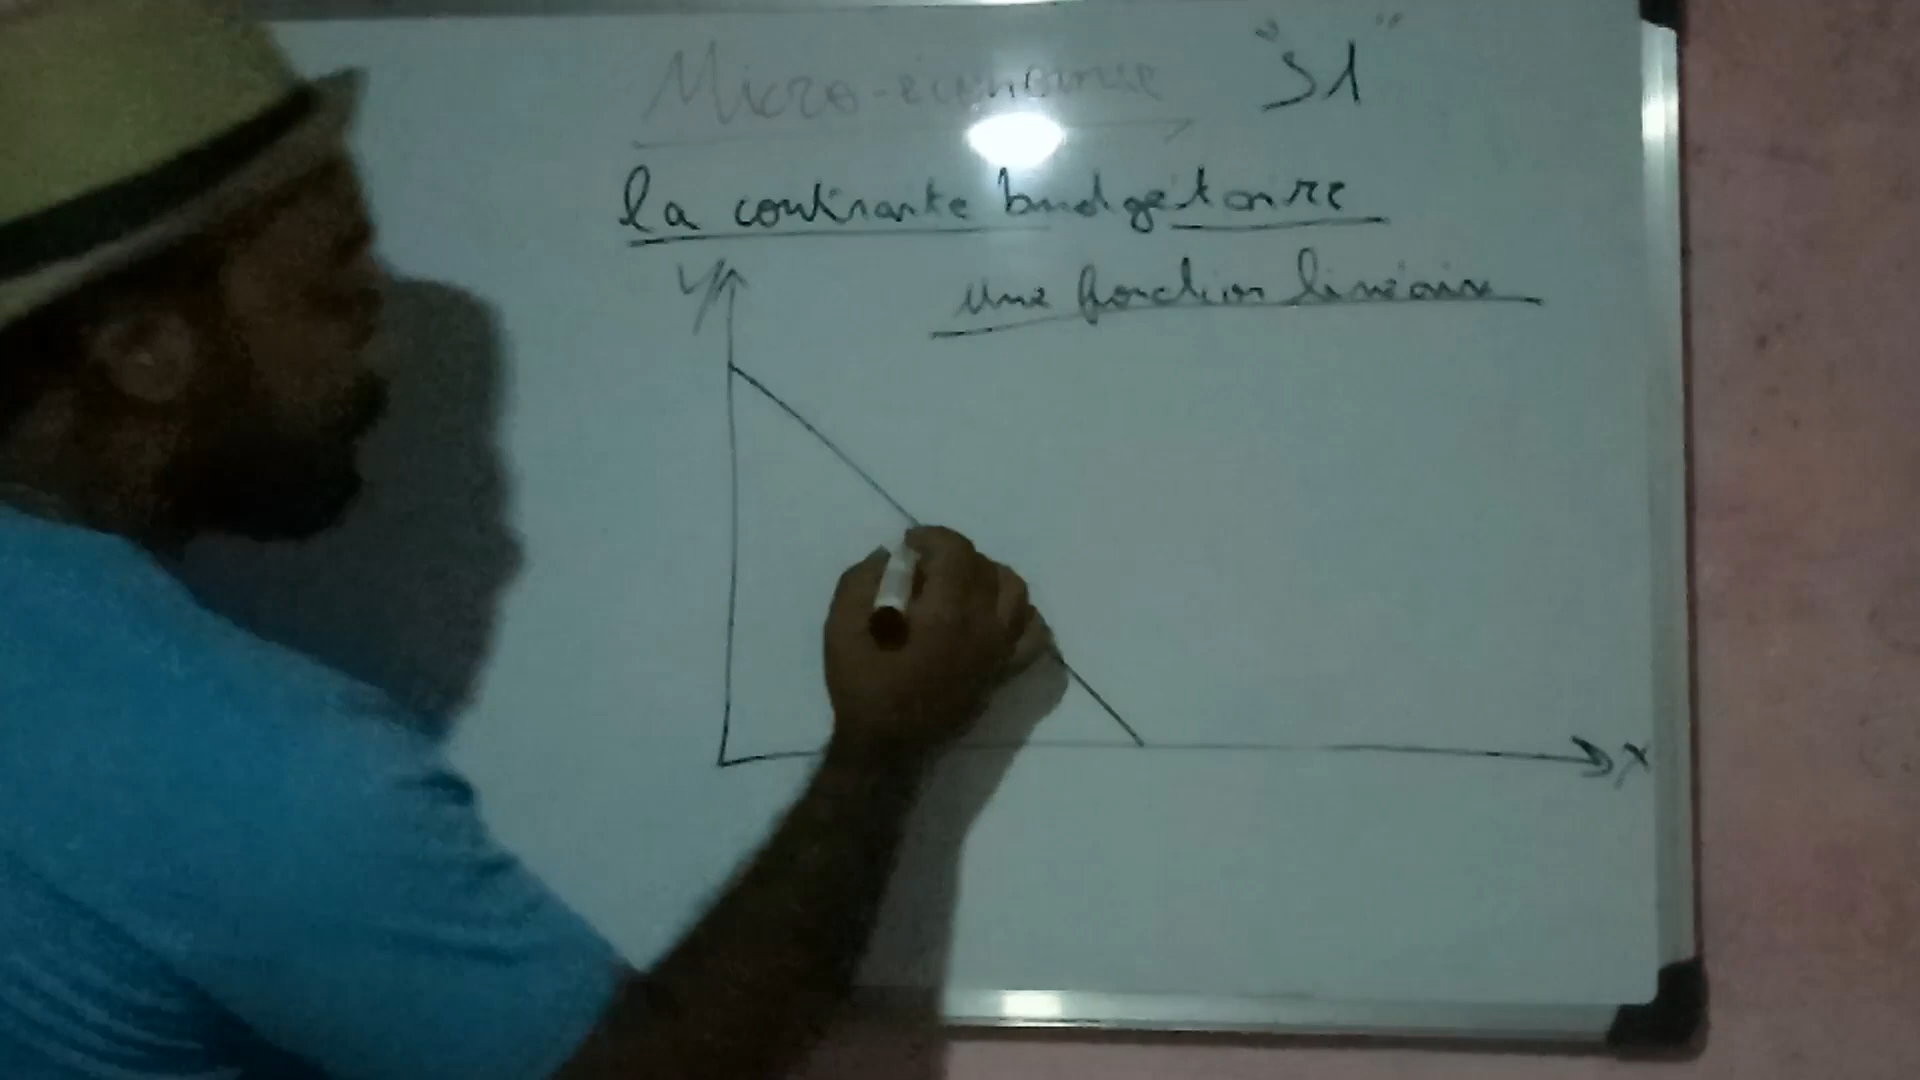 Micro-économie "S1"
la contrainte budgétaire
une fonction linéaire
Y
X